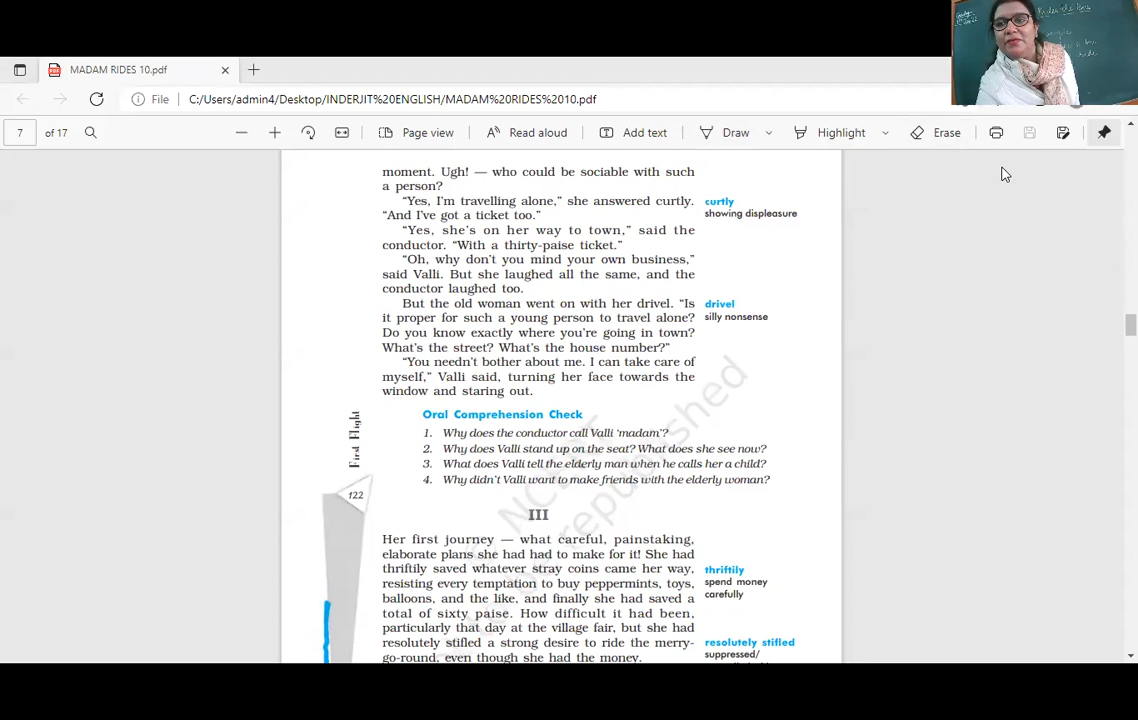 Rides the Bus
MADAM RIDES 10.pdf
File
C:/Users/admin4/Desktop/INDERJIT%20ENGLISH/MADAM%20RIDES%2010.pdf
7 of 17
Page view
Read aloud
Add text
Draw
Highlight
Erase
moment. Ugh! — who could be sociable with such
a person?
“Yes, I'm travelling alone,” she answered curtly.
“And I've got a ticket too.”
curtly
showing displeasure
“Yes, she's on her way to town,” said the
conductor. “With a thirty-paise ticket.”
“Oh, why don't you mind your own business,”
said Valli. But she laughed all the same, and the
conductor laughed too.
But the old woman went on with her drivel. “Is
it proper for such a young person to travel alone?
Do you know exactly where you're going in town?
What's the street? What's the house number?”
drivel
silly nonsense
“You needn't bother about me. I can take care of
myself,” Valli said, turning her face towards the
window and staring out.
Oral Comprehension Check
1. Why does the conductor call Valli ‘madam’?
2. Why does Valli stand up on the seat? What does she see now?
3. What does Valli tell the elderly man when he calls her a child?
4. Why didn't Valli want to make friends with the elderly woman?
First Flight
122
III
Her first journey — what careful, painstaking,
elaborate plans she had had to make for it! She had
thriftily saved whatever stray coins came her way,
resisting every temptation to buy peppermints, toys,
balloons, and the like, and finally she had saved a
total of sixty paise. How difficult it had been,
particularly that day at the village fair, but she had
resolutely stifled a strong desire to ride the merry-
go-round, even though she had the money.
thriftily
spend money
carefully
resolutely stifled
suppressed/
NCERT
be republished